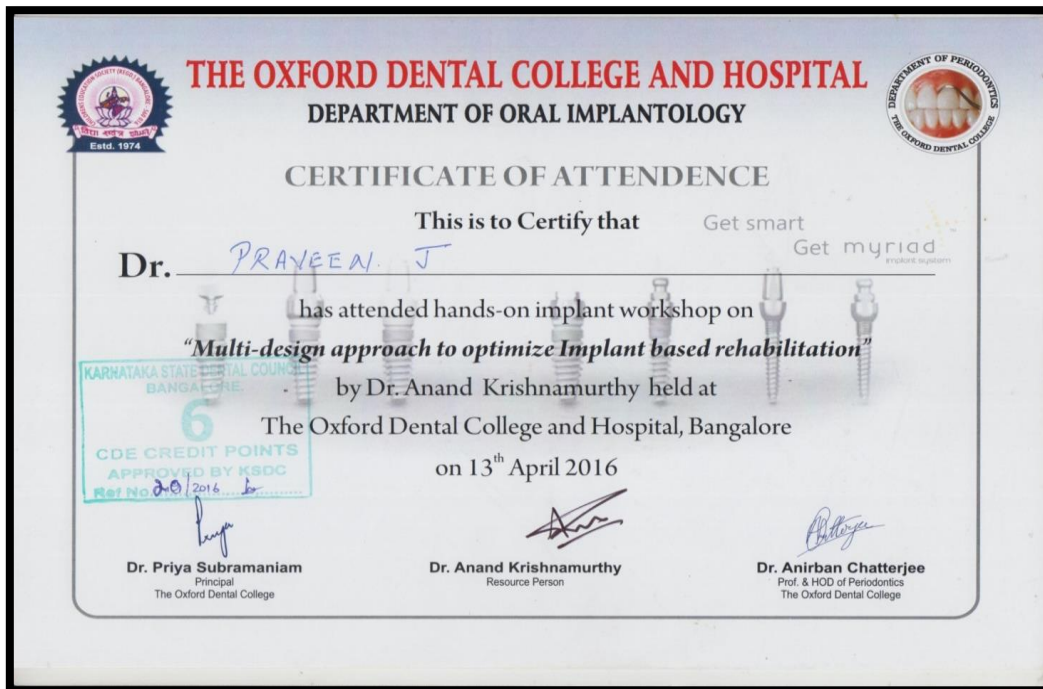 THE OXFORD DENTAL COLLEGE AND HOSPITAL
DEPARTMENT OF ORAL IMPLANTOLOGY
Estd. 1974
DEPARTMENT OF PERIODONTICS
THE OXFORD DENTAL COLLEGE
CERTIFICATE OF ATTENDENCE
This is to Certify that
Get smart
Get myriad
implant system
Dr. PRAVEEN. J
has attended hands-on implant workshop on
“Multi-design approach to optimize Implant based rehabilitation”
by Dr. Anand Krishnamurthy held at
The Oxford Dental College and Hospital, Bangalore
on 13th April 2016
KARNATAKA STATE DENTAL COUNCIL
BANGALORE.
6
CDE CREDIT POINTS
APPROVED BY KSDC
Ref No. 20/2016
Dr. Priya Subramaniam
Principal
The Oxford Dental College
Dr. Anand Krishnamurthy
Resource Person
Dr. Anirban Chatterjee
Prof. & HOD of Periodontics
The Oxford Dental College